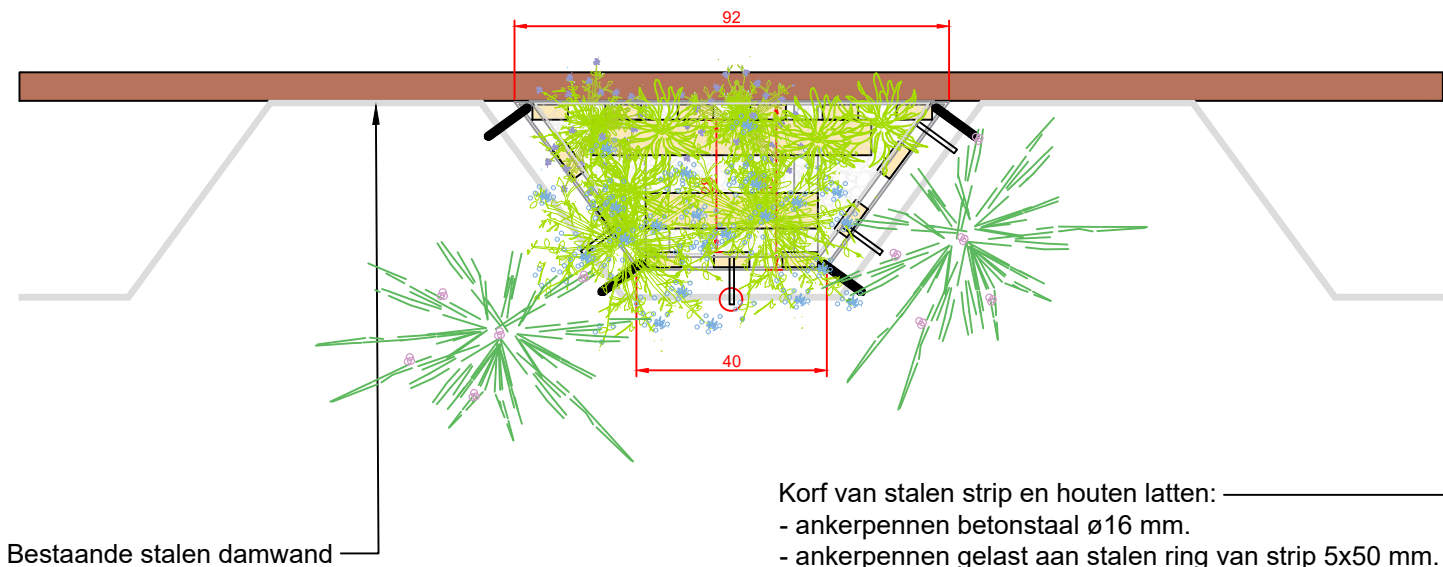 92
40
Korf van stalen strip en houten latten:
- ankerpennen betonstaal ø16 mm.
Bestaande stalen damwand
- ankerpennen gelast aan stalen ring van strip 5x50 mm.